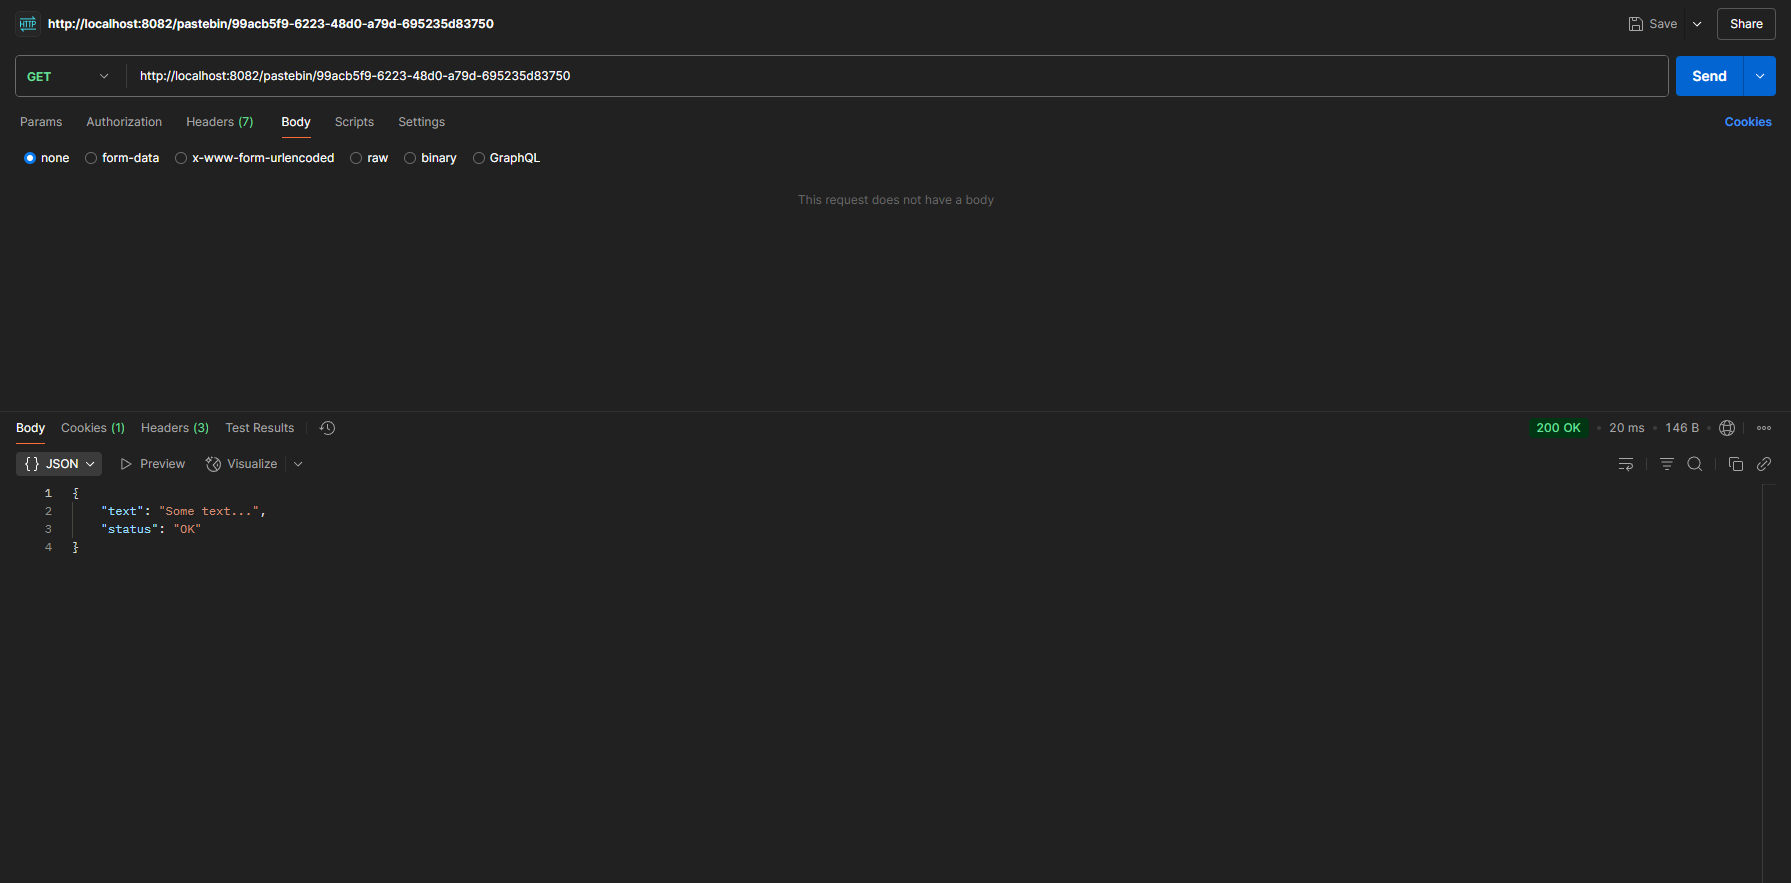 HTTP http://localhost:8082/pastebin/99acb5f9-6223-48d0-a79d-695235d83750 Save Share
GET http://localhost:8082/pastebin/99acb5f9-6223-48d0-a79d-695235d83750 Send
Params Authorization Headers (7) Body Scripts Settings Cookies
none form-data x-www-form-urlencoded raw binary GraphQL
This request does not have a body
Body Cookies (1) Headers (3) Test Results 200 OK • 20 ms • 146 B •
{} JSON Preview Visualize
1 {
2 "text": "Some text...",
3 "status": "OK"
4 }